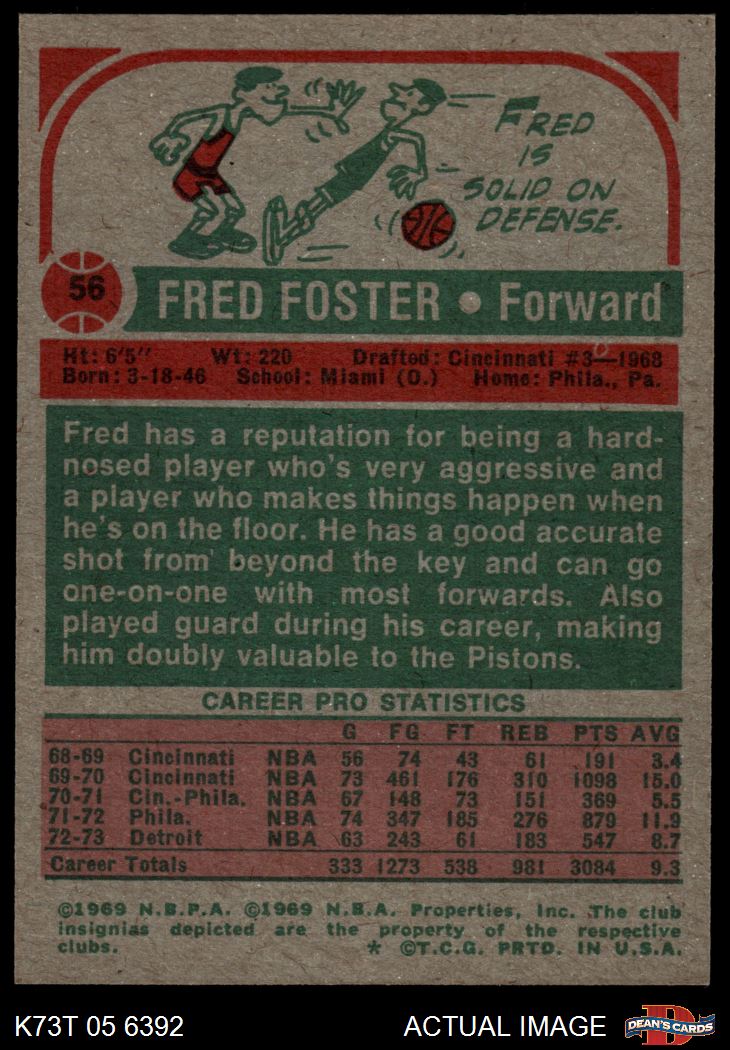 FRED
IS
SOLID ON
DEFENSE.
56
FRED FOSTER • Forward
Ht: 6'5" Wt: 220 Drafted: Cincinnati #3—1968
Born: 3-18-46 School: Miami (O.) Home: Phila., Pa.
Fred has a reputation for being a hard-
nosed player who's very aggressive and
a player who makes things happen when
he's on the floor. He has a good accurate
shot from beyond the key and can go
one-on-one with most forwards. Also
played guard during his career, making
him doubly valuable to the Pistons.
CAREER PRO STATISTICS
G FG FT REB PTS AVG
68-69 Cincinnati NBA 56 74 43 61 191 3.4
69-70 Cincinnati NBA 73 461 176 310 1098 15.0
70-71 Cin.-Phila. NBA 67 148 73 151 369 5.5
71-72 Phila. NBA 74 347 185 276 879 11.9
72-73 Detroit NBA 63 243 61 183 547 8.7
Career Totals 333 1273 538 981 3084 9.3
©1969 N.B.P.A. ©1969 N.B.A. Properties, Inc. The club
insignias depicted are the property of the respective
clubs. * ©T.C.G. PRTD. IN U.S.A.
K73T 05 6392 ACTUAL IMAGE D DEAN'S CARDS